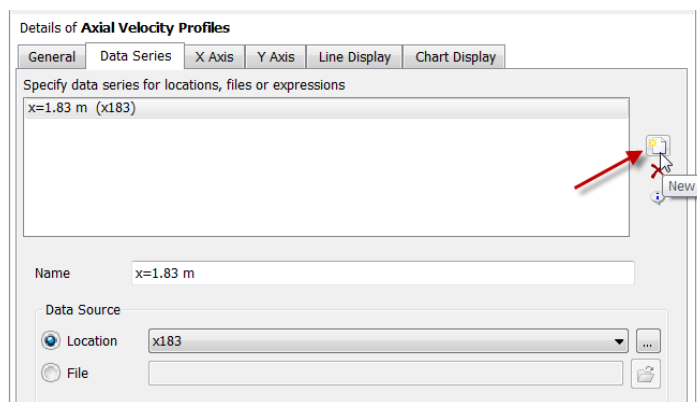 Details of Axial Velocity Profiles
General Data Series X Axis Y Axis Line Display Chart Display
Specify data series for locations, files or expressions
x=1.83 m (x183)
New
Name x=1.83 m
Data Source
Location x183 ...
File